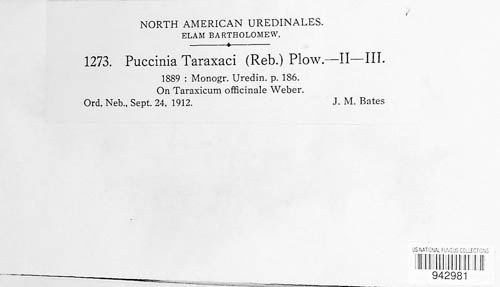 NORTH AMERICAN UREDINALES.
ELAM BARTHOLOMEW.
1273. Puccinia Taraxaci (Reb.) Plow.—II—III.
1889 : Monogr. Uredin. p. 186.
On Taraxicum officinale Weber.
Ord, Neb., Sept. 24, 1912. J. M. Bates
US NATIONAL FUNGUS COLLECTIONS
942981